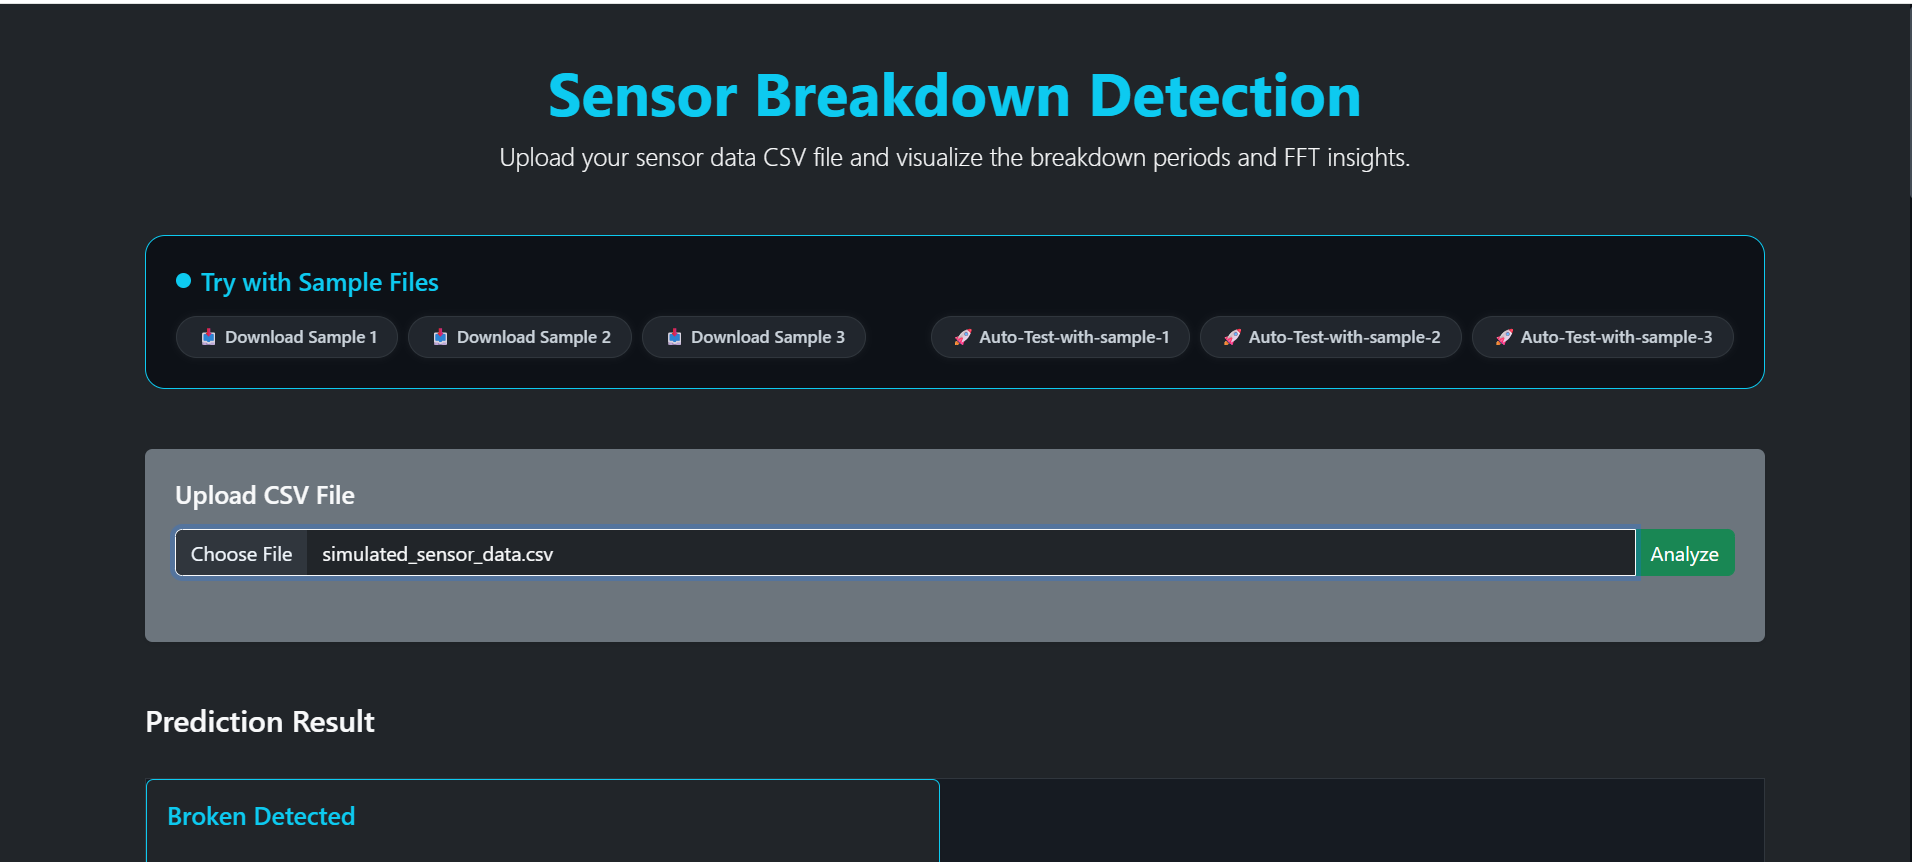 Sensor Breakdown Detection
Upload your sensor data CSV file and visualize the breakdown periods and FFT insights.
Try with Sample Files
Download Sample 1
Download Sample 2
Download Sample 3
Auto-Test-with-sample-1
Auto-Test-with-sample-2
Auto-Test-with-sample-3
Upload CSV File
Choose File simulated_sensor_data.csv Analyze
Prediction Result
Broken Detected